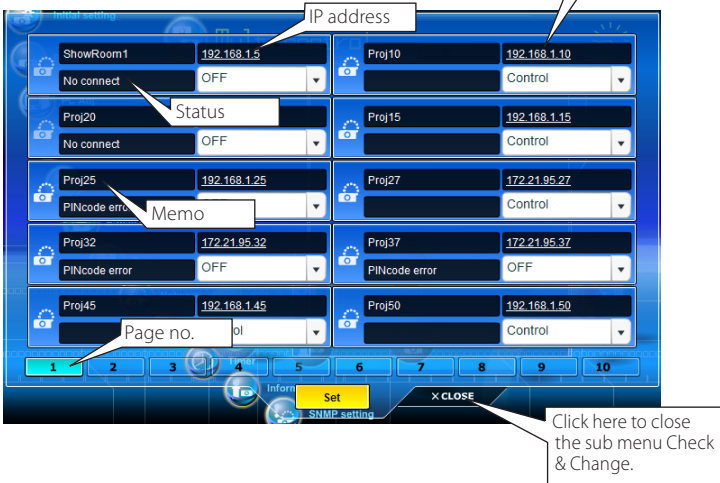 IP address
Initial setting
ShowRoom1 192.168.1.5 Proj10 192.168.1.10
No connect OFF Control
Status
Proj20 Proj15 192.168.1.15
No connect OFF Control
Proj25 192.168.1.25 Proj27 172.21.95.27
PINcode error Control
Memo
Proj32 172.21.95.32 Proj37 172.21.95.37
PINcode error OFF PINcode error OFF
Proj45 192.168.1.45 Proj50 192.168.1.50
Control
Page no.
1 2 3 4 5 6 7 8 9 10
Timer
Set × CLOSE
SNMP setting
Click here to close
the sub menu Check
& Change.